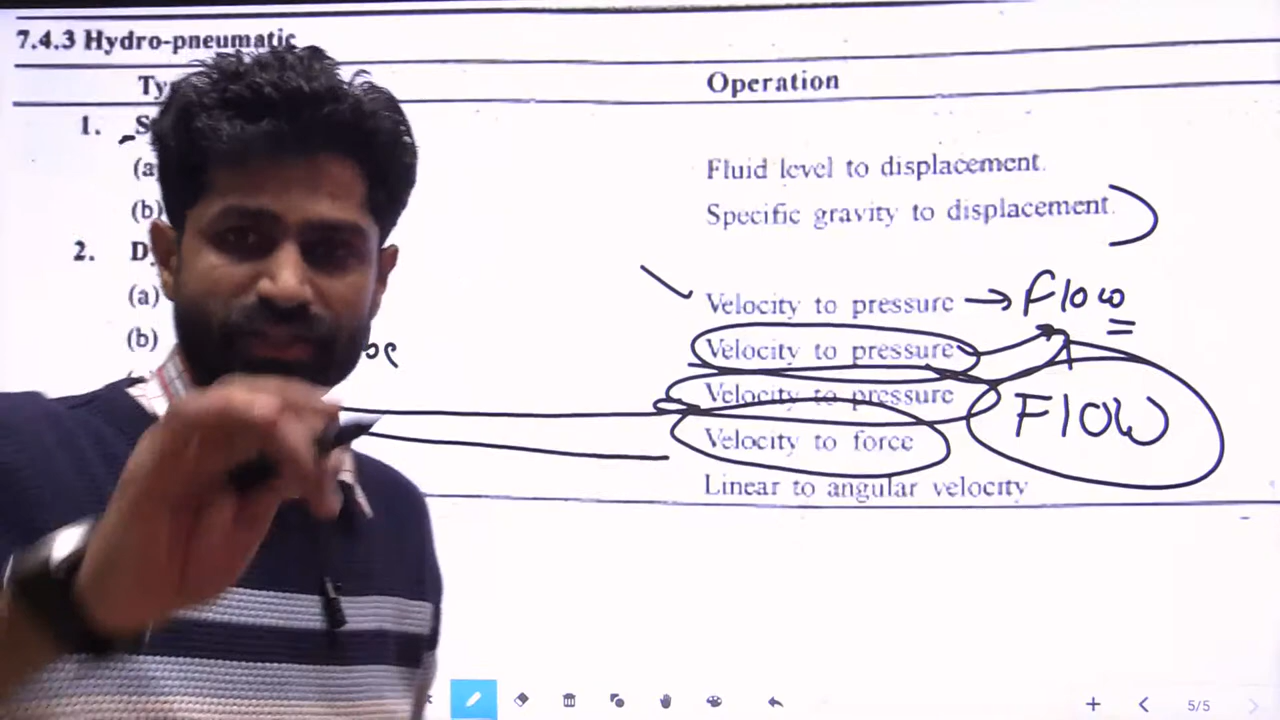 7.4.3 Hydro-pneumatic
Operation
1.
(a
Fluid level to displacement.
(b)
Specific gravity to displacement.
2. D
(a)
Velocity to pressure → Flow
(b)
Velocity to pressure
Velocity to pressure
FLOW
Velocity to force
Linear to angular velocity
5/5